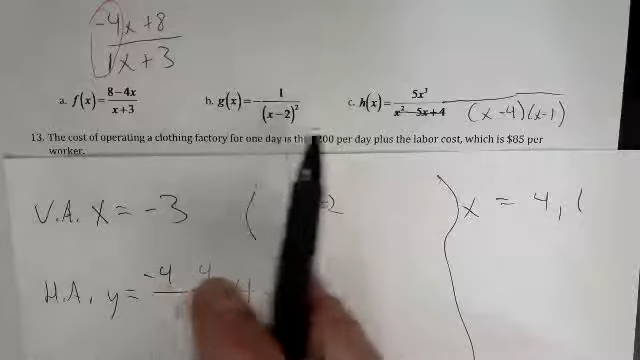 -4x + 8
1x + 3
a. f(x) = 8-4x / x+3 b. g(x) = - 1 / (x-2)² c. h(x) = 5x³ / x² - 5x + 4 (x-4)(x-1)
13. The cost of operating a clothing factory for one day is the 200 per day plus the labor cost, which is $85 per
worker.
V.A. X = -3 =2 x = 4, (
H.A. y = -4